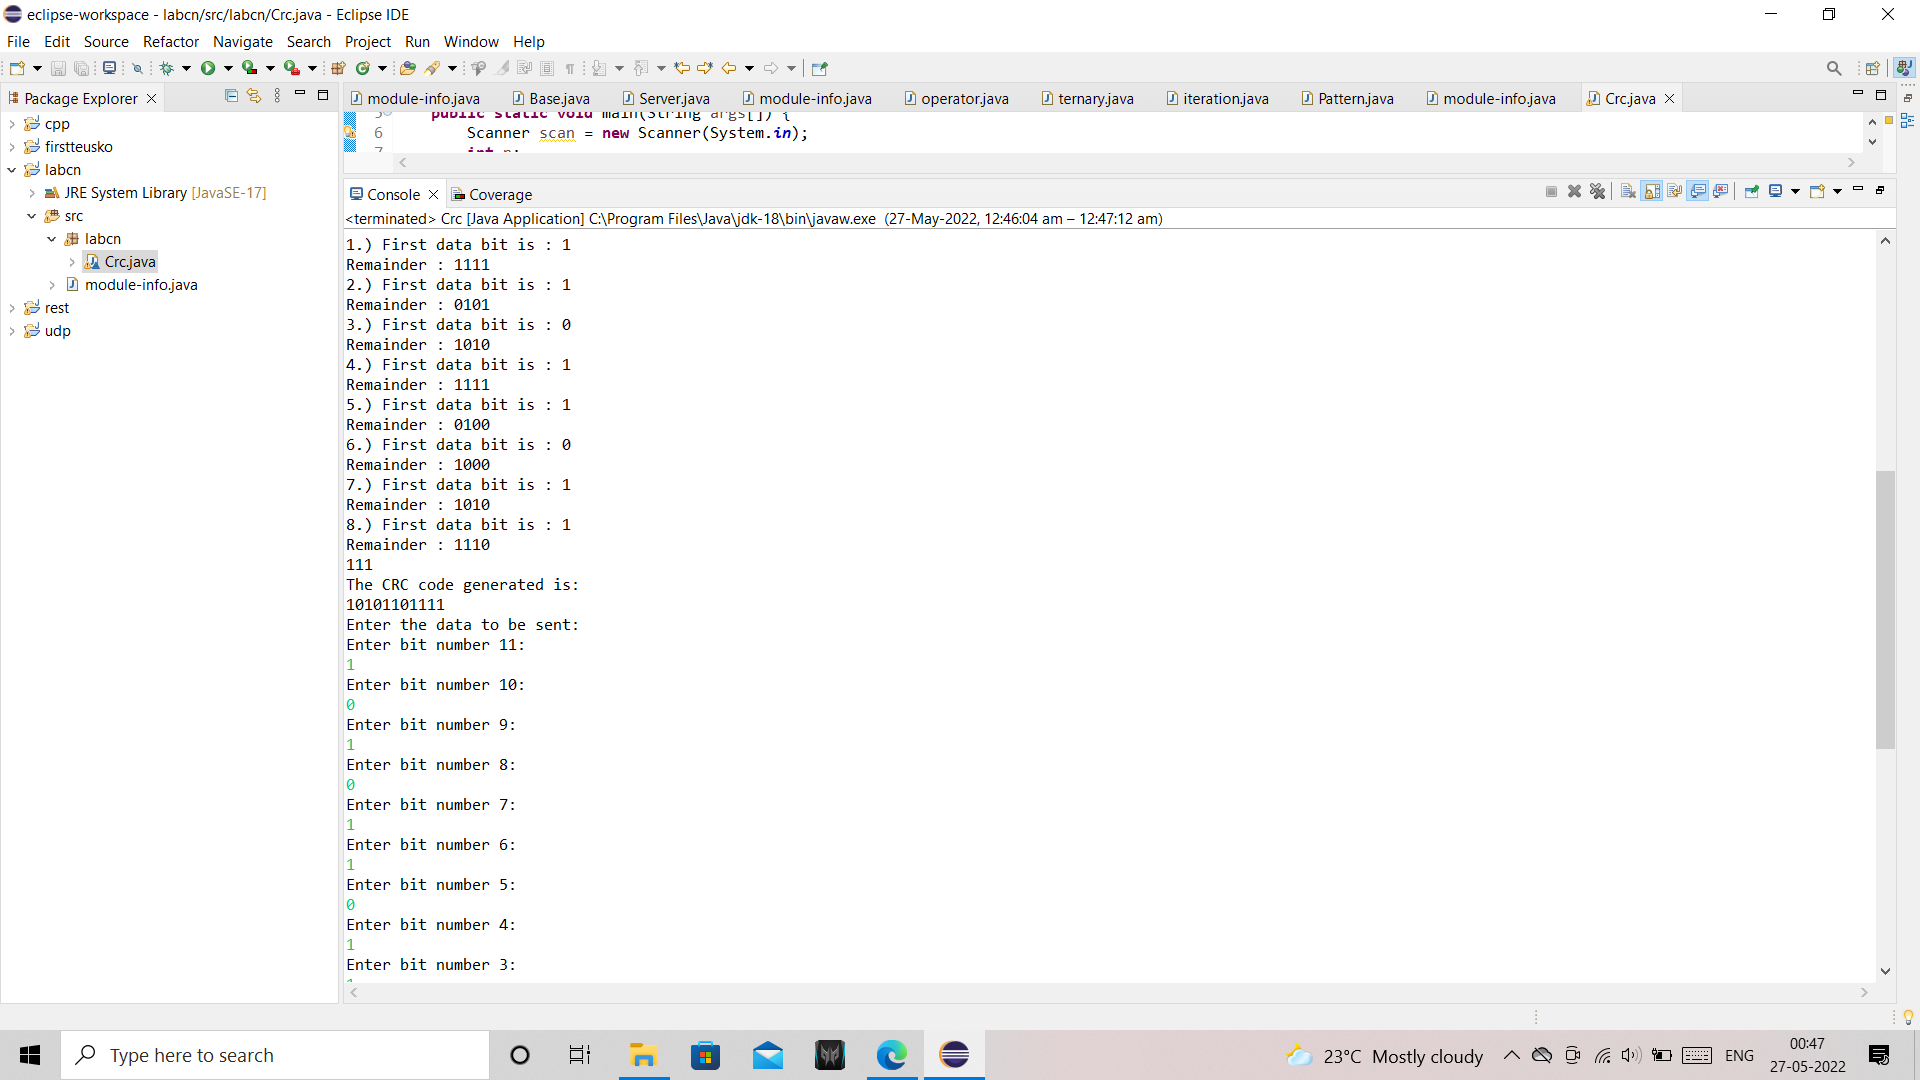 eclipse-workspace - labcn/src/labcn/Crc.java - Eclipse IDE
File Edit Source Refactor Navigate Search Project Run Window Help
Package Explorer
module-info.java Base.java Server.java module-info.java operator.java ternary.java iteration.java Pattern.java module-info.java Crc.java
cpp
firstteusko
labcn
JRE System Library [JavaSE-17]
src
labcn
Crc.java
module-info.java
rest
udp
5 public static void main(String args[]) {
6 Scanner scan = new Scanner(System.in);
7 int n;
Console Coverage
<terminated> Crc [Java Application] C:\Program Files\Java\jdk-18\bin\javaw.exe (27-May-2022, 12:46:04 am – 12:47:12 am)
1.) First data bit is : 1
Remainder : 1111
2.) First data bit is : 1
Remainder : 0101
3.) First data bit is : 0
Remainder : 1010
4.) First data bit is : 1
Remainder : 1111
5.) First data bit is : 1
Remainder : 0100
6.) First data bit is : 0
Remainder : 1000
7.) First data bit is : 1
Remainder : 1010
8.) First data bit is : 1
Remainder : 1110
111
The CRC code generated is:
10101101111
Enter the data to be sent:
Enter bit number 11:
1
Enter bit number 10:
0
Enter bit number 9:
1
Enter bit number 8:
0
Enter bit number 7:
1
Enter bit number 6:
1
Enter bit number 5:
0
Enter bit number 4:
1
Enter bit number 3:
Type here to search
23°C Mostly cloudy
ENG
00:47
27-05-2022